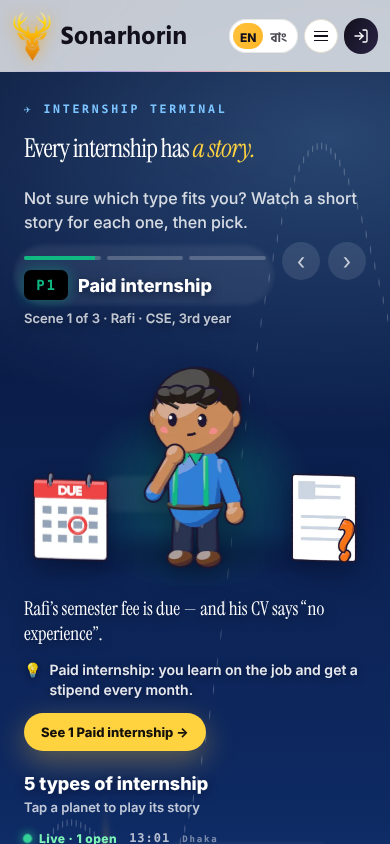 Sonarhorin
EN বাং
INTERNSHIP TERMINAL
Every internship has a story.
Not sure which type fits you? Watch a short
story for each one, then pick.
P1 Paid internship
Scene 1 of 3 · Rafi · CSE, 3rd year
DUE
?
Rafi's semester fee is due — and his CV says “no
experience”.
Paid internship: you learn on the job and get a
stipend every month.
See 1 Paid internship →
5 types of internship
Tap a planet to play its story
Live · 1 open 13:01 Dhaka